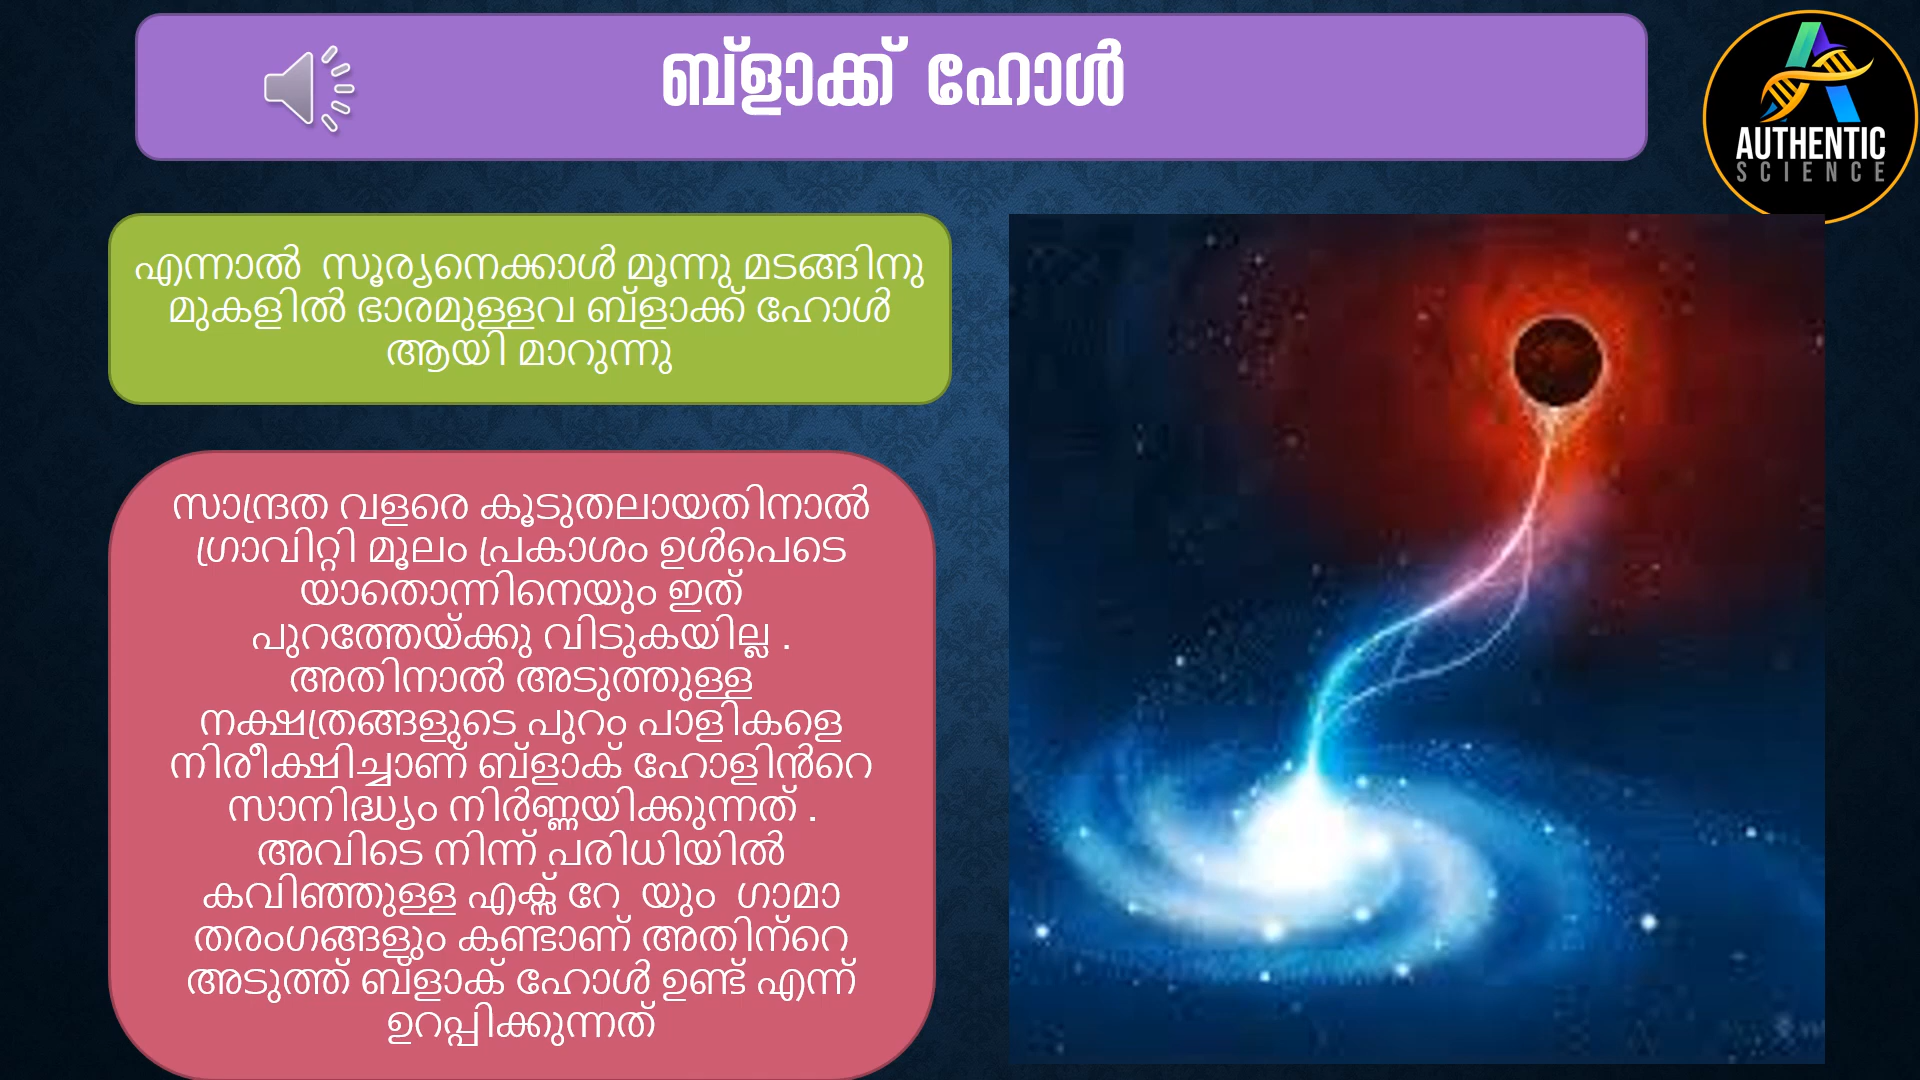 ബ്ളാക്ക് ഹോൾ
AUTHENTIC
SCIENCE
എന്നാൽ സൂര്യനെക്കാൾ മൂന്നു മടങ്ങിനു
മുകളിൽ ഭാരമുള്ളവ ബ്ളാക്ക് ഹോൾ
ആയി മാറുന്നു
സാന്ദ്രത വളരെ കൂടുതലായതിനാൽ
ഗ്രാവിറ്റി മൂലം പ്രകാശം ഉൾപെടെ
യാതൊന്നിനെയും ഇത്
പുറത്തേയ്ക്കു വിടുകയില്ല .
അതിനാൽ അടുത്തുള്ള
നക്ഷത്രങ്ങളുടെ പുറം പാളികളെ
നിരീക്ഷിച്ചാണ് ബ്ളാക് ഹോളിൻറെ
സാനിദ്ധ്യം നിർണ്ണയിക്കുന്നത് .
അവിടെ നിന്ന് പരിധിയിൽ
കവിഞ്ഞുള്ള എക്സ് റേ യും ഗാമാ
തരംഗങ്ങളും കണ്ടാണ് അതിന്റെ
അടുത്ത് ബ്ളാക് ഹോൾ ഉണ്ട് എന്ന്
ഉറപ്പിക്കുന്നത്